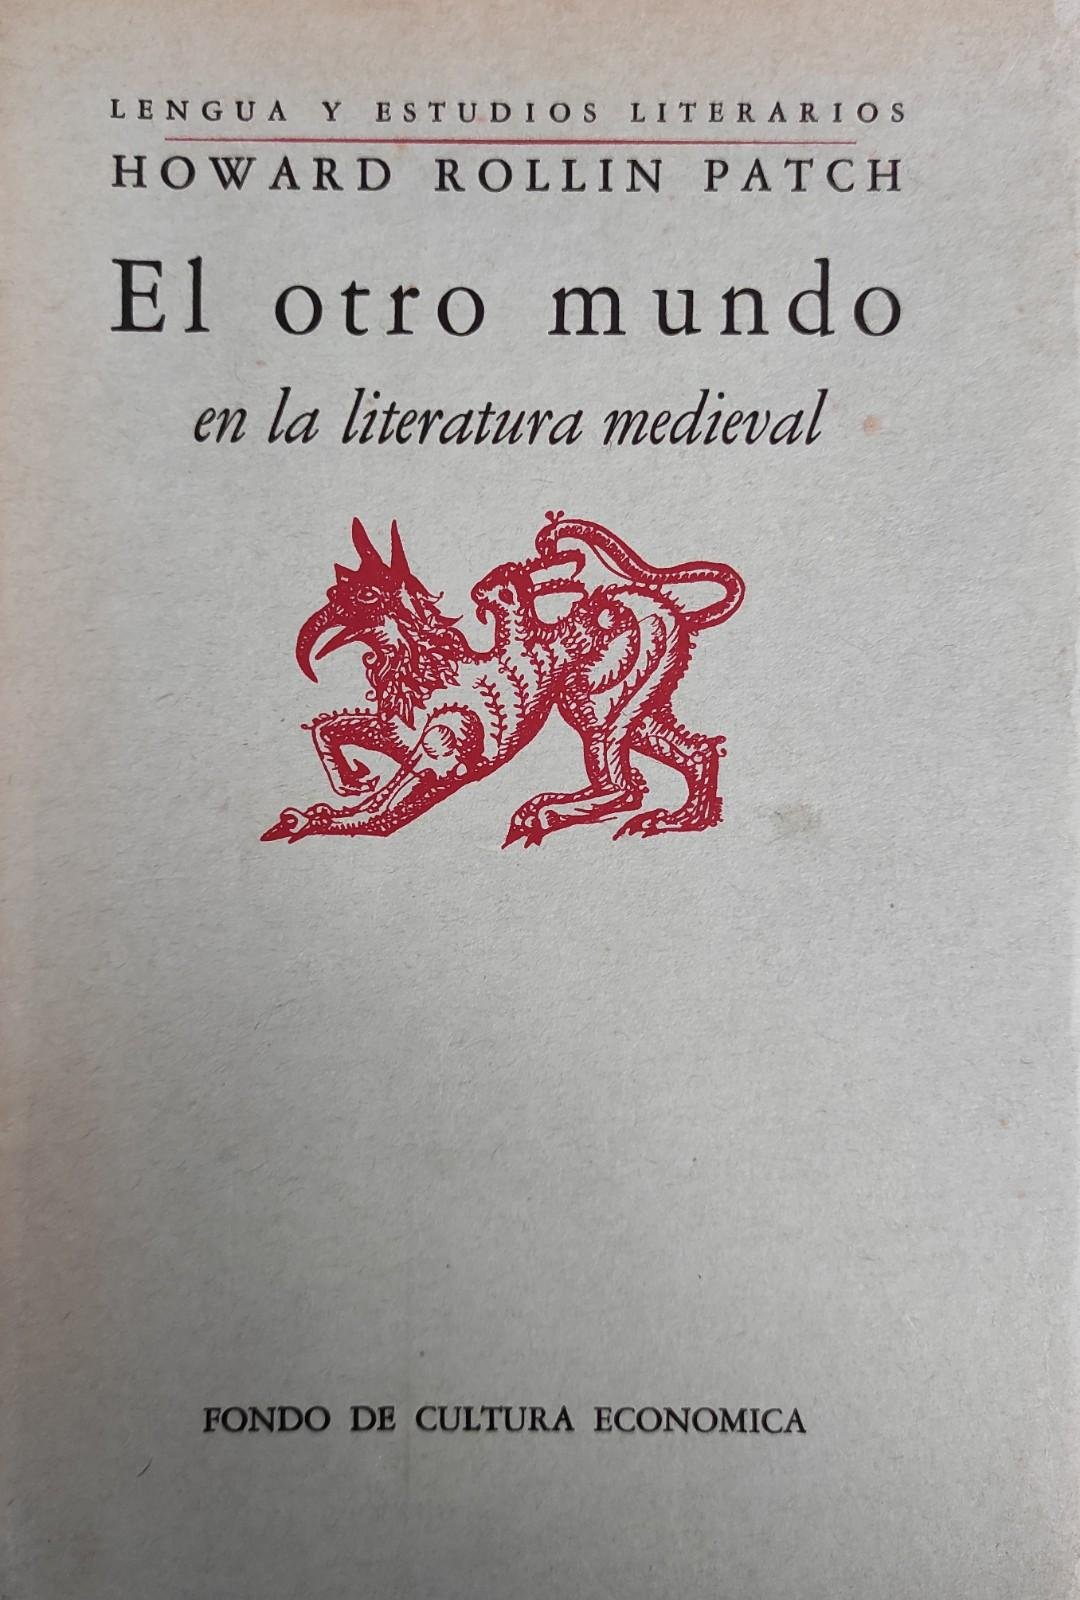 LENGUA Y ESTUDIOS LITERARIOS
HOWARD ROLLIN PATCH
El otro mundo
en la literatura medieval
FONDO DE CULTURA ECONOMICA